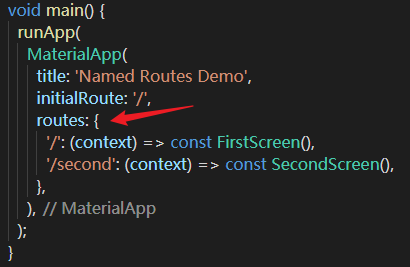 void main() {
  runApp(
    MaterialApp(
      title: 'Named Routes Demo',
      initialRoute: '/',
      routes: {
        '/': (context) => const FirstScreen(),
        '/second': (context) => const SecondScreen(),
      },
    ), // MaterialApp
  );
}